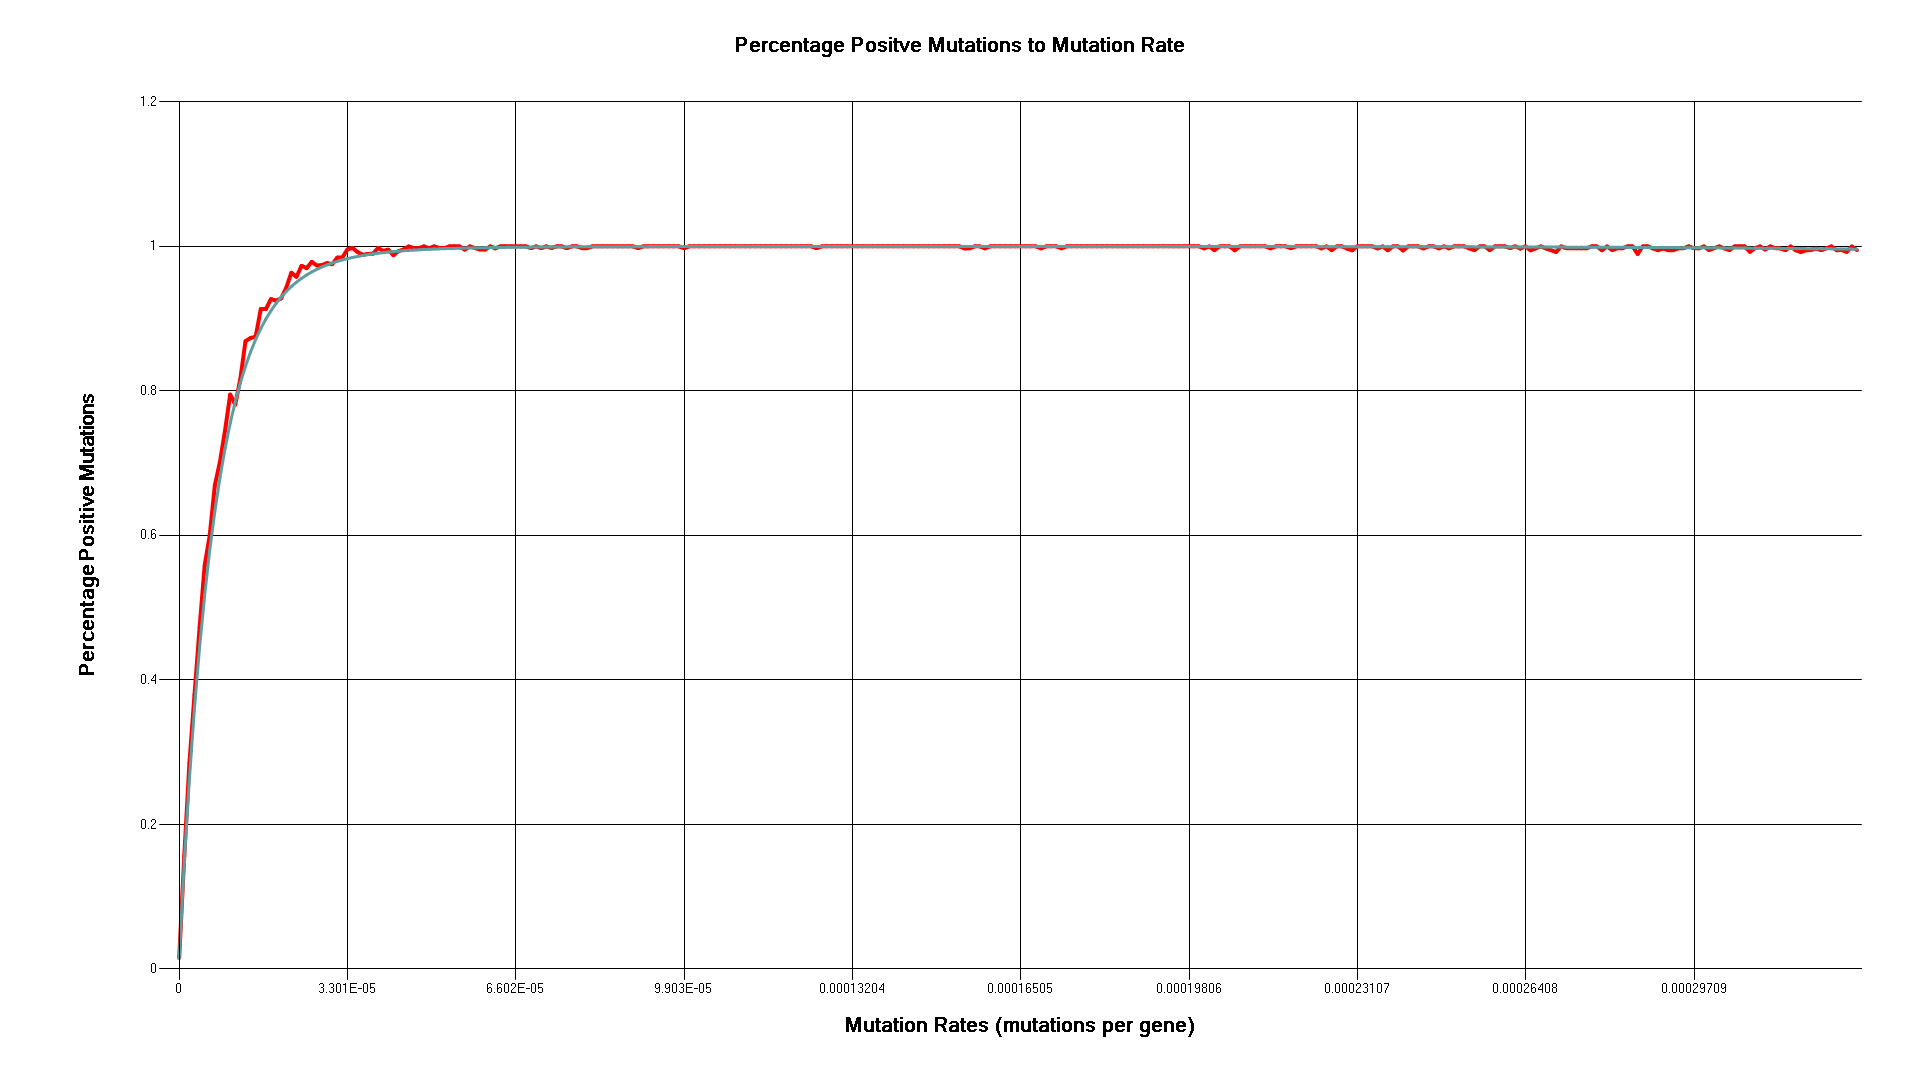 Percentage Positve Mutations to Mutation Rate
1.2
1
0.8
0.6
0.4
0.2
0
Percentage Positive Mutations
0 3.301E-05 6.602E-05 9.903E-05 0.00013204 0.00016505 0.00019806 0.00023107 0.00026408 0.00029709
Mutation Rates (mutations per gene)